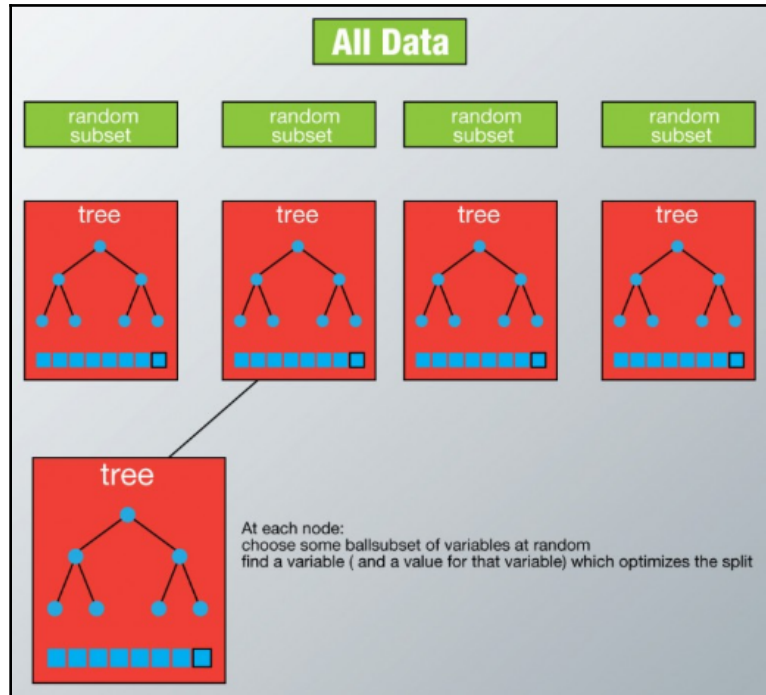 All Data
random
subset
random
subset
random
subset
random
subset
tree
tree
tree
tree
tree
At each node:
choose some ballsubset of variables at random
find a variable ( and a value for that variable) which optimizes the split